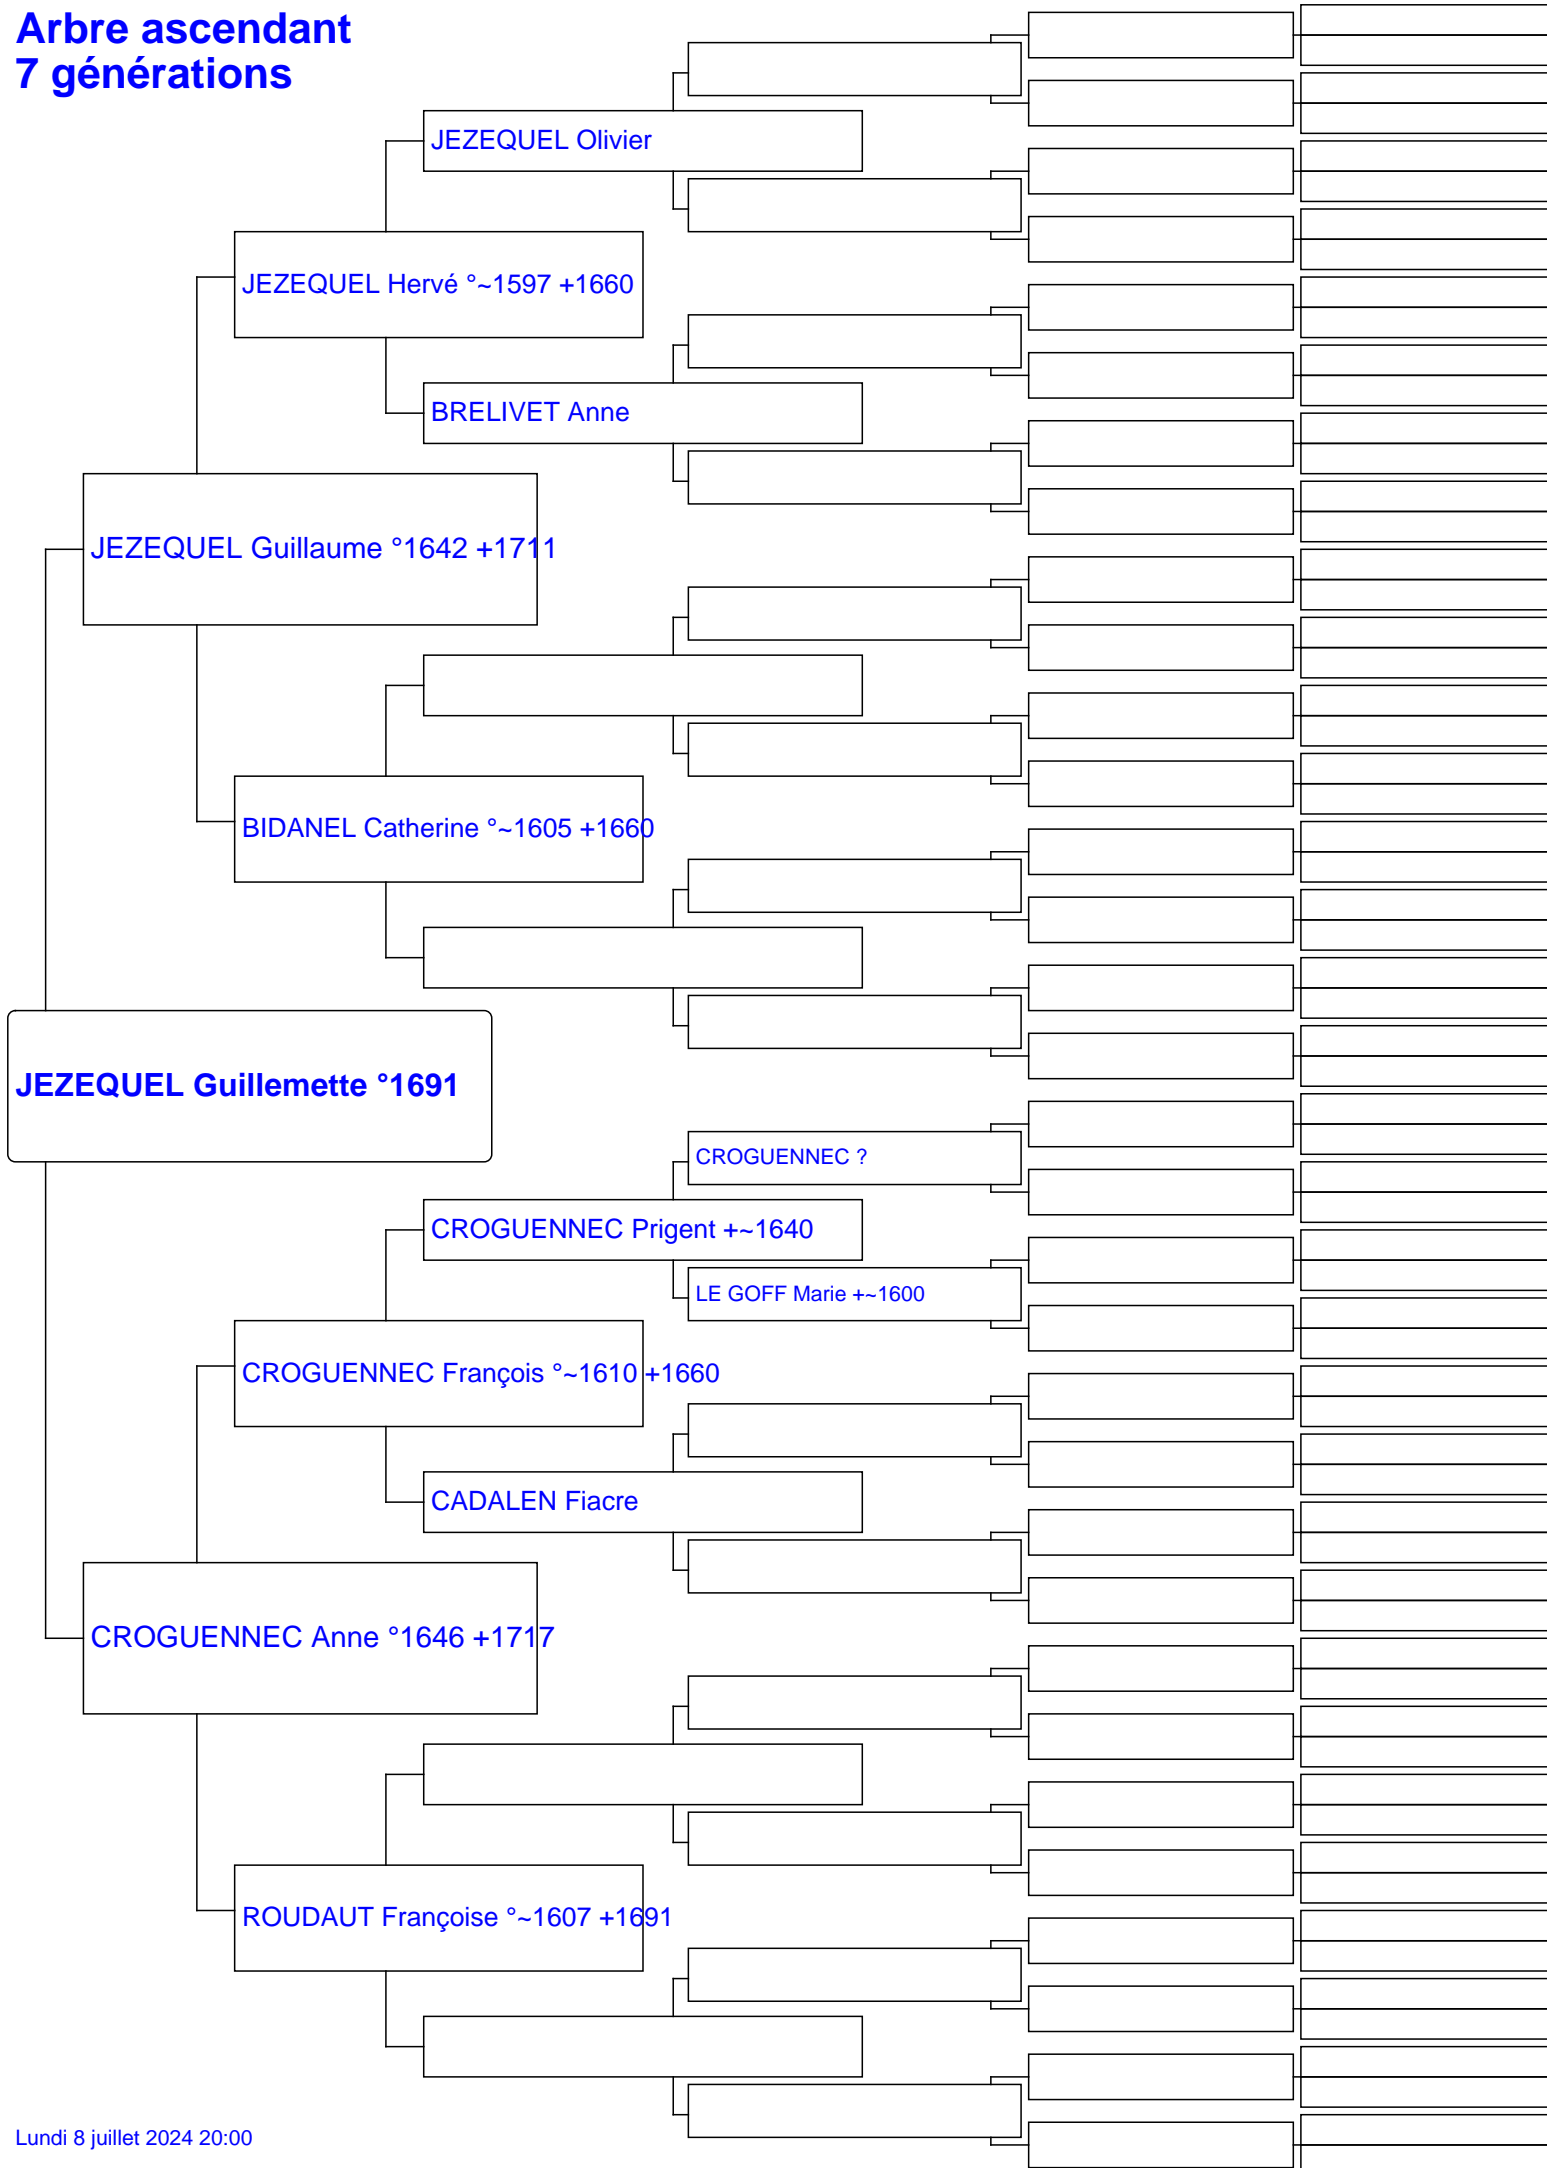 Arbre ascendant
7 générations
JEZEQUEL Olivier
JEZEQUEL Hervé °~1597 +1660
BRELIVET Anne
JEZEQUEL Guillaume °1642 +1711
BIDANEL Catherine °~1605 +1660
JEZEQUEL Guillemette °1691
CROGUENNEC ?
CROGUENNEC Prigent +~1640
LE GOFF Marie +~1600
CROGUENNEC François °~1610 +1660
CADALEN Fiacre
CROGUENNEC Anne °1646 +1717
ROUDAUT Françoise °~1607 +1691
Lundi 8 juillet 2024 20:00